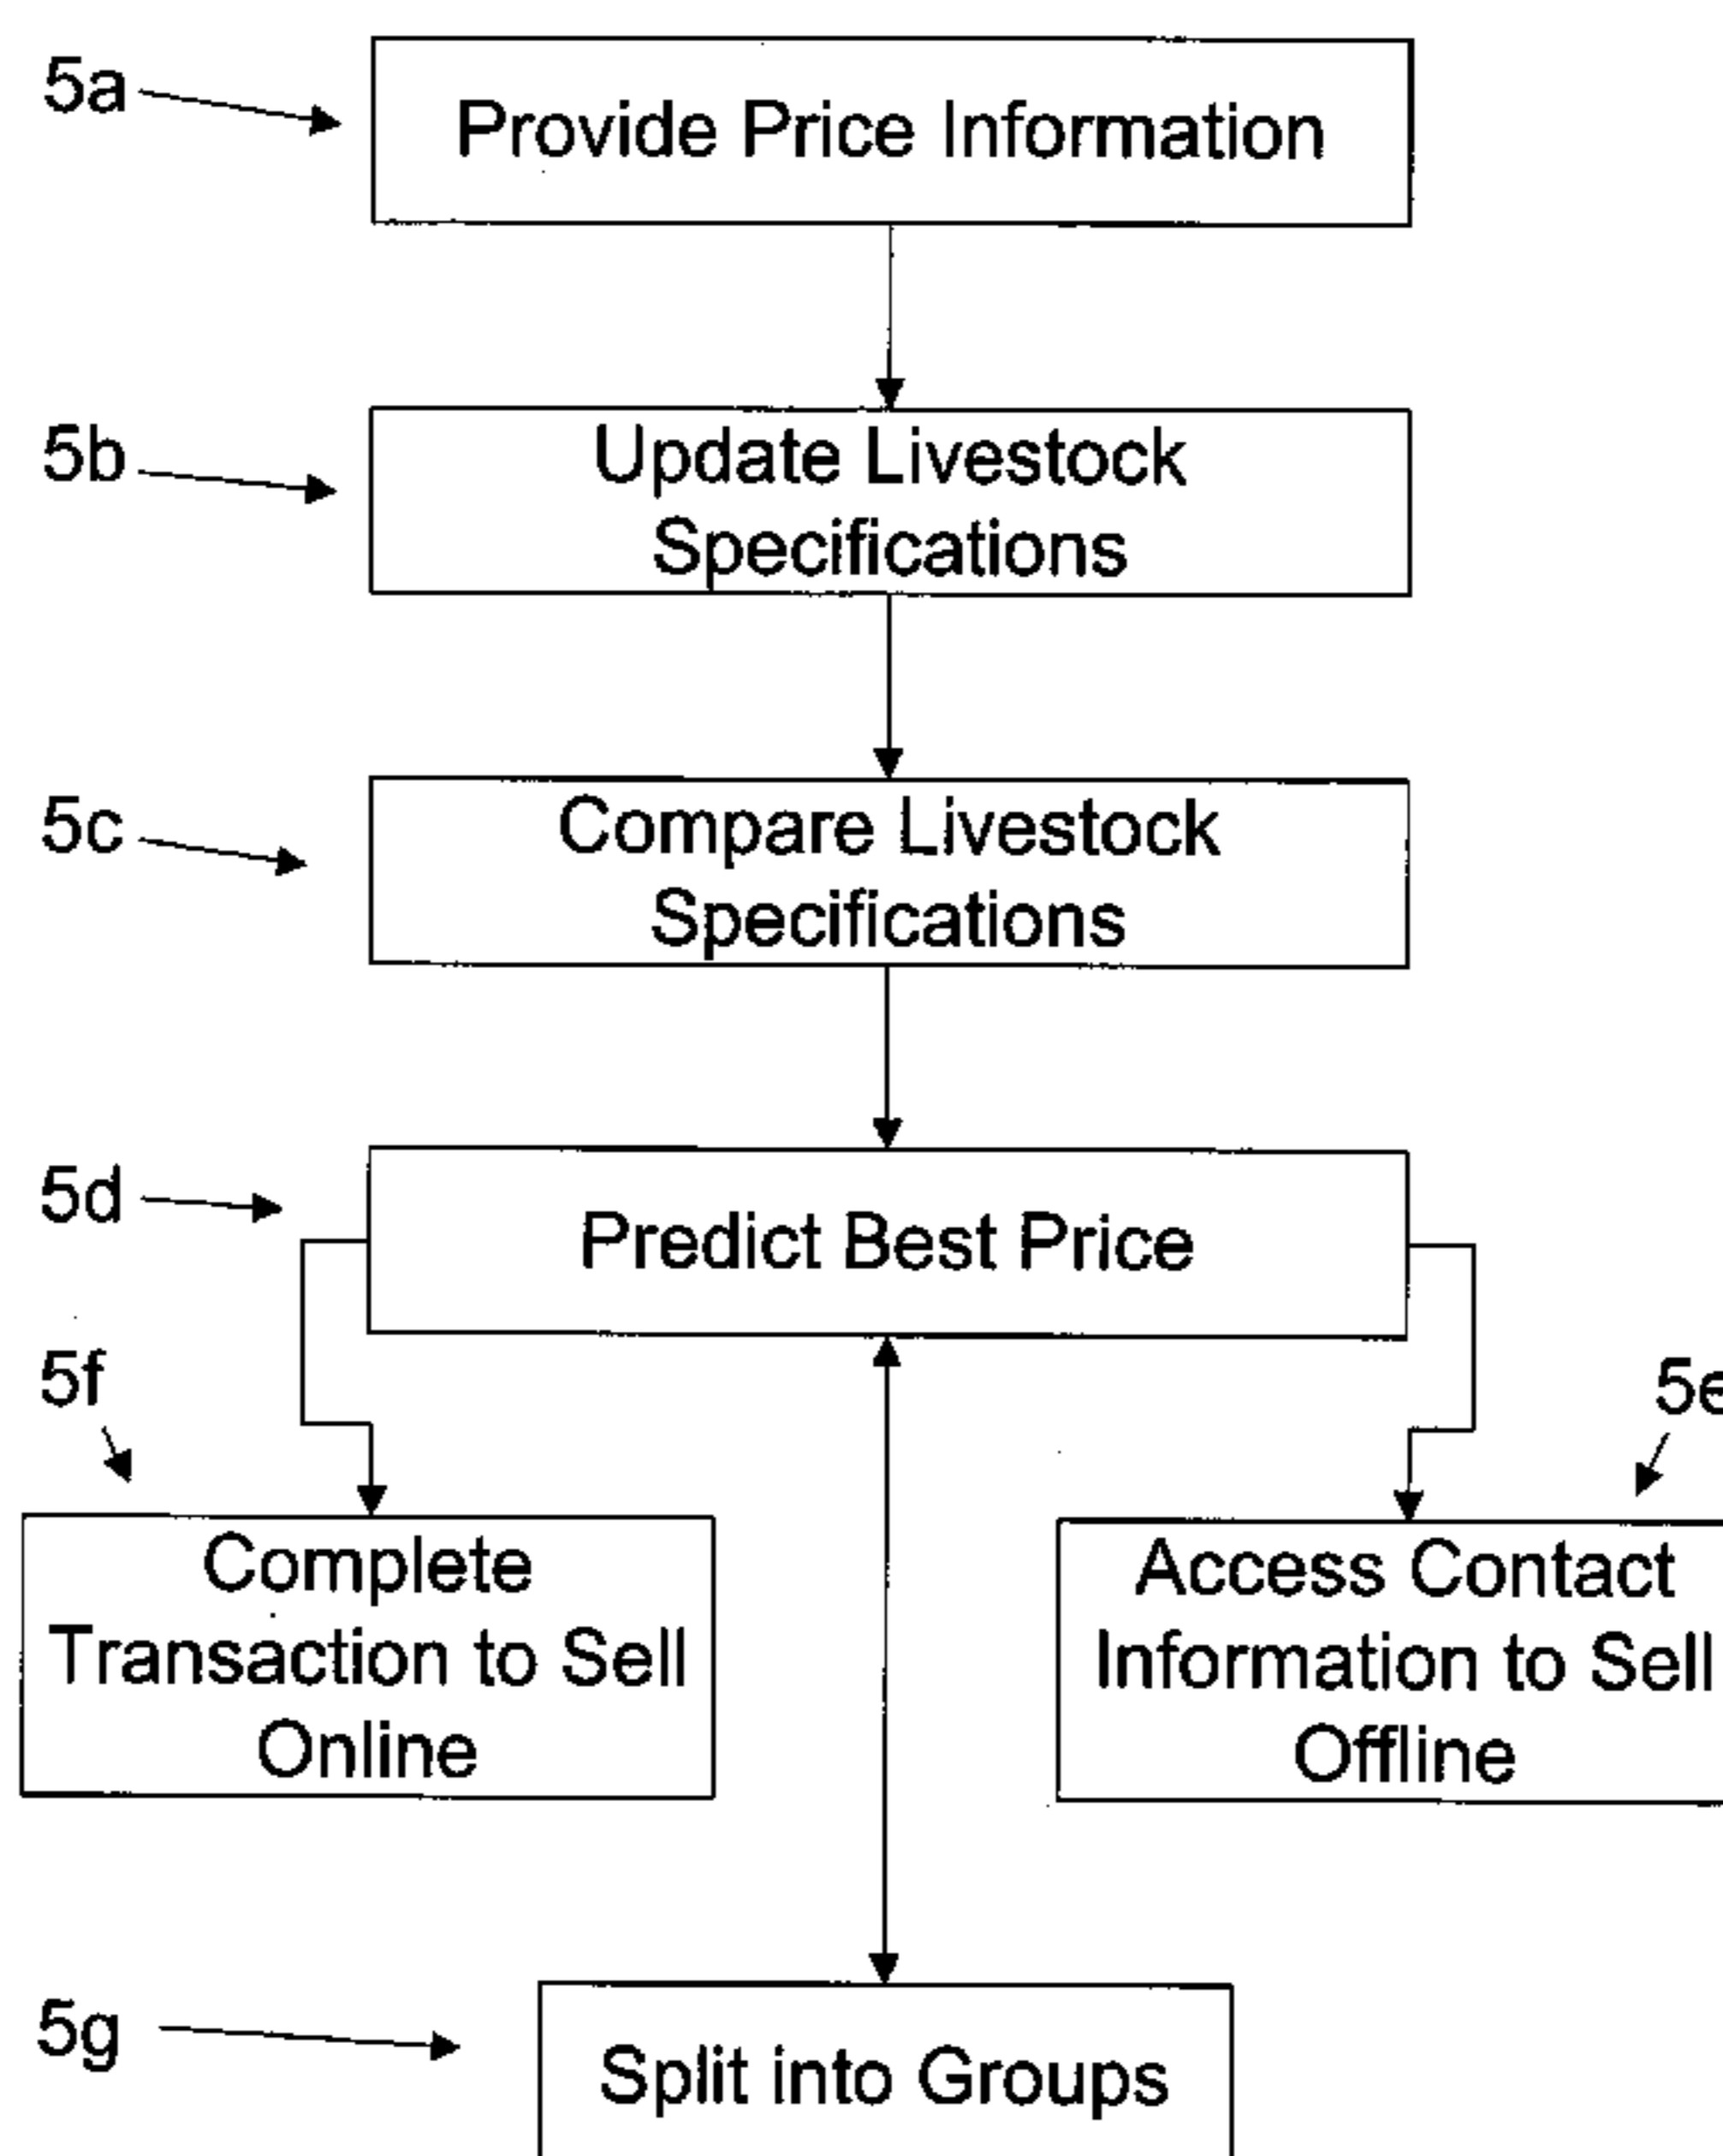 5a
Provide Price Information
5b
Update Livestock
Specifications
5c
Compare Livestock
Specifications
5d
Predict Best Price
5f
5e
Complete
Transaction to Sell
Online
Access Contact
Information to Sell
Offline
5g
Split into Groups